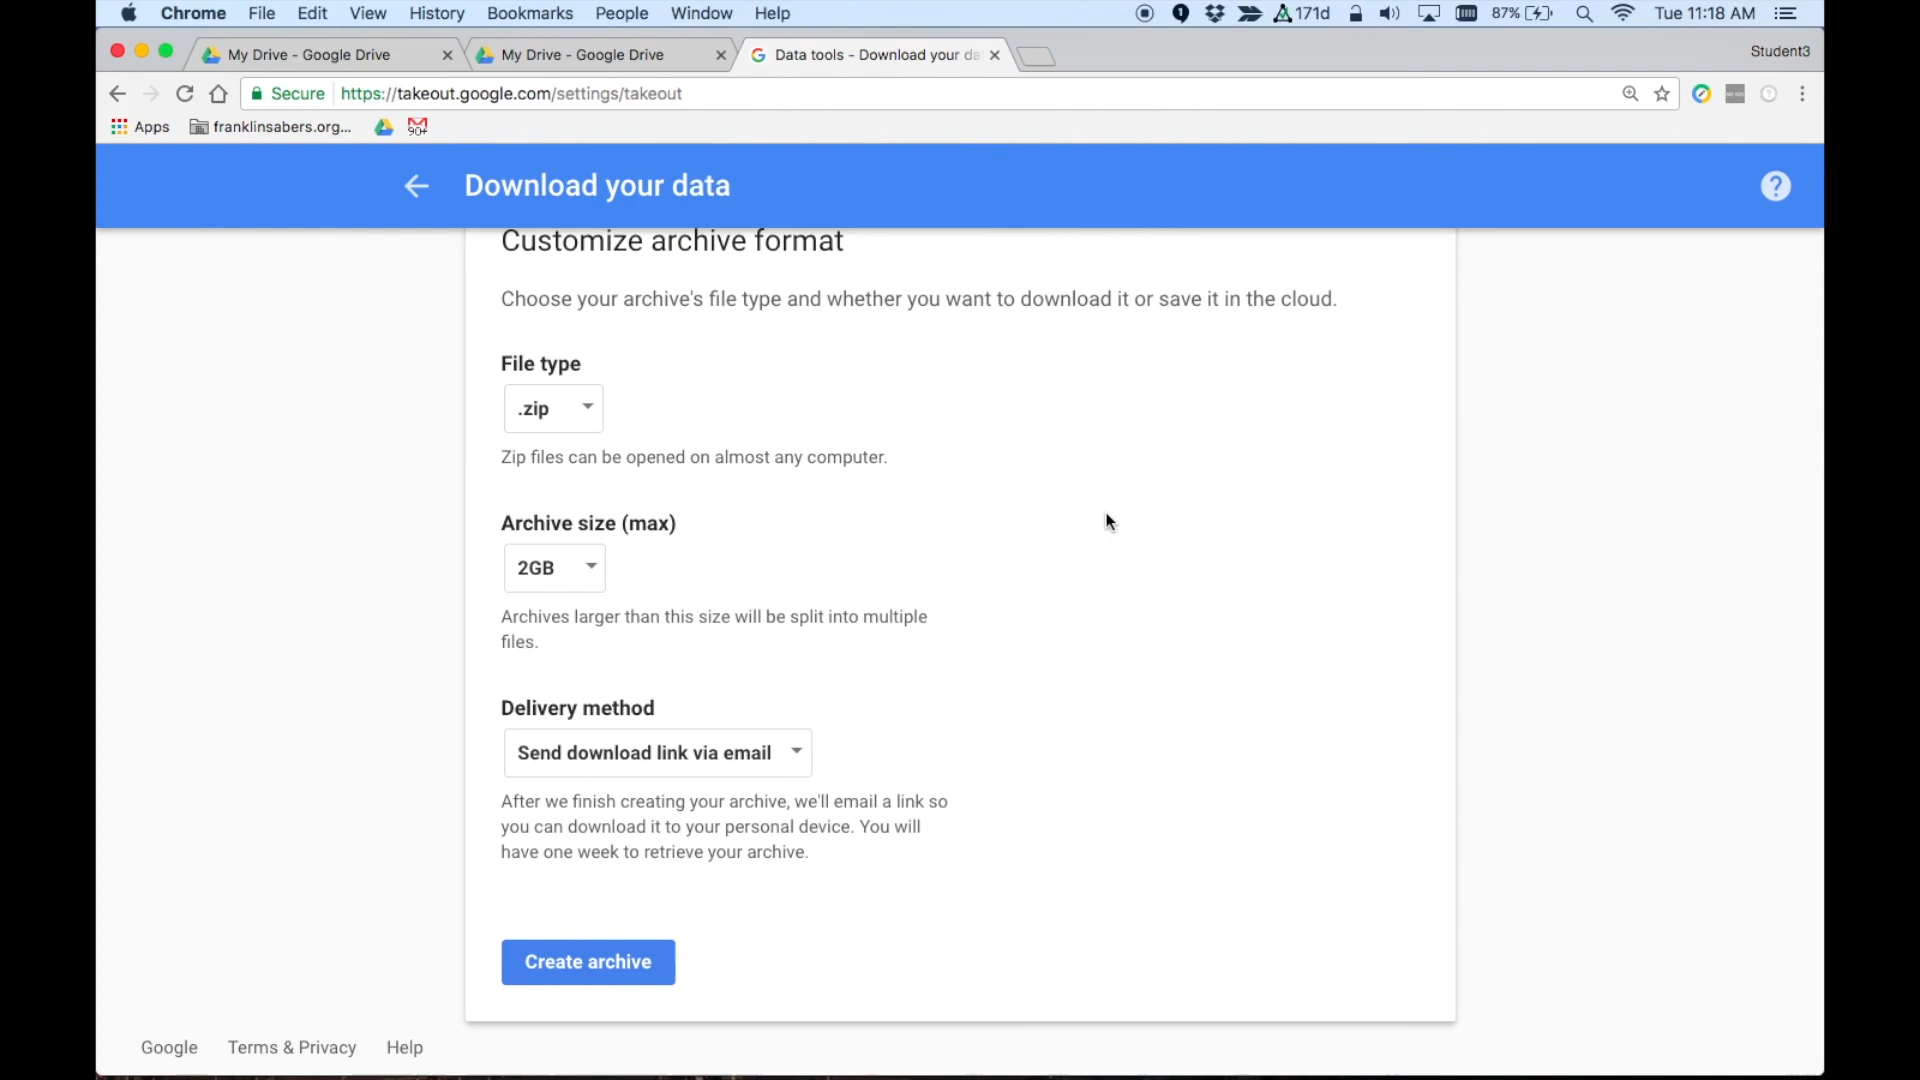 Chrome File Edit View History Bookmarks People Window Help 171d 87% Tue 11:18 AM
My Drive - Google Drive My Drive - Google Drive Data tools - Download your da Student3
Secure https://takeout.google.com/settings/takeout
Apps franklinsabers.org... 90+
Download your data
Customize archive format
Choose your archive's file type and whether you want to download it or save it in the cloud.
File type
.zip
Zip files can be opened on almost any computer.
Archive size (max)
2GB
Archives larger than this size will be split into multiple
files.
Delivery method
Send download link via email
After we finish creating your archive, we'll email a link so
you can download it to your personal device. You will
have one week to retrieve your archive.
Create archive
Google Terms & Privacy Help